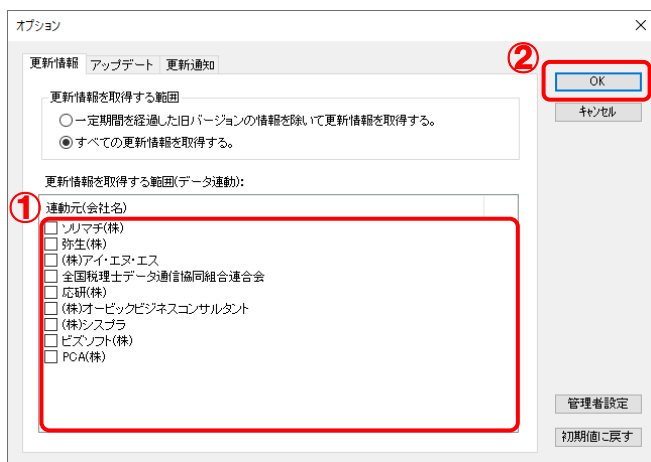 オプション
更新情報 アップデート 更新通知
②
OK
更新情報を取得する範囲
キャンセル
一定期間を経過した旧バージョンの情報を除いて更新情報を取得する。
すべての更新情報を取得する。
更新情報を取得する範囲(データ連動):
①
連動元(会社名)
ソリマチ(株)
弥生(株)
(株)アイ・エヌ・エス
全国税理士データ通信協同組合連合会
応研(株)
(株)オービックビジネスコンサルタント
(株)シスプラ
ビズソフト(株)
PCA(株)
管理者設定
初期値に戻す